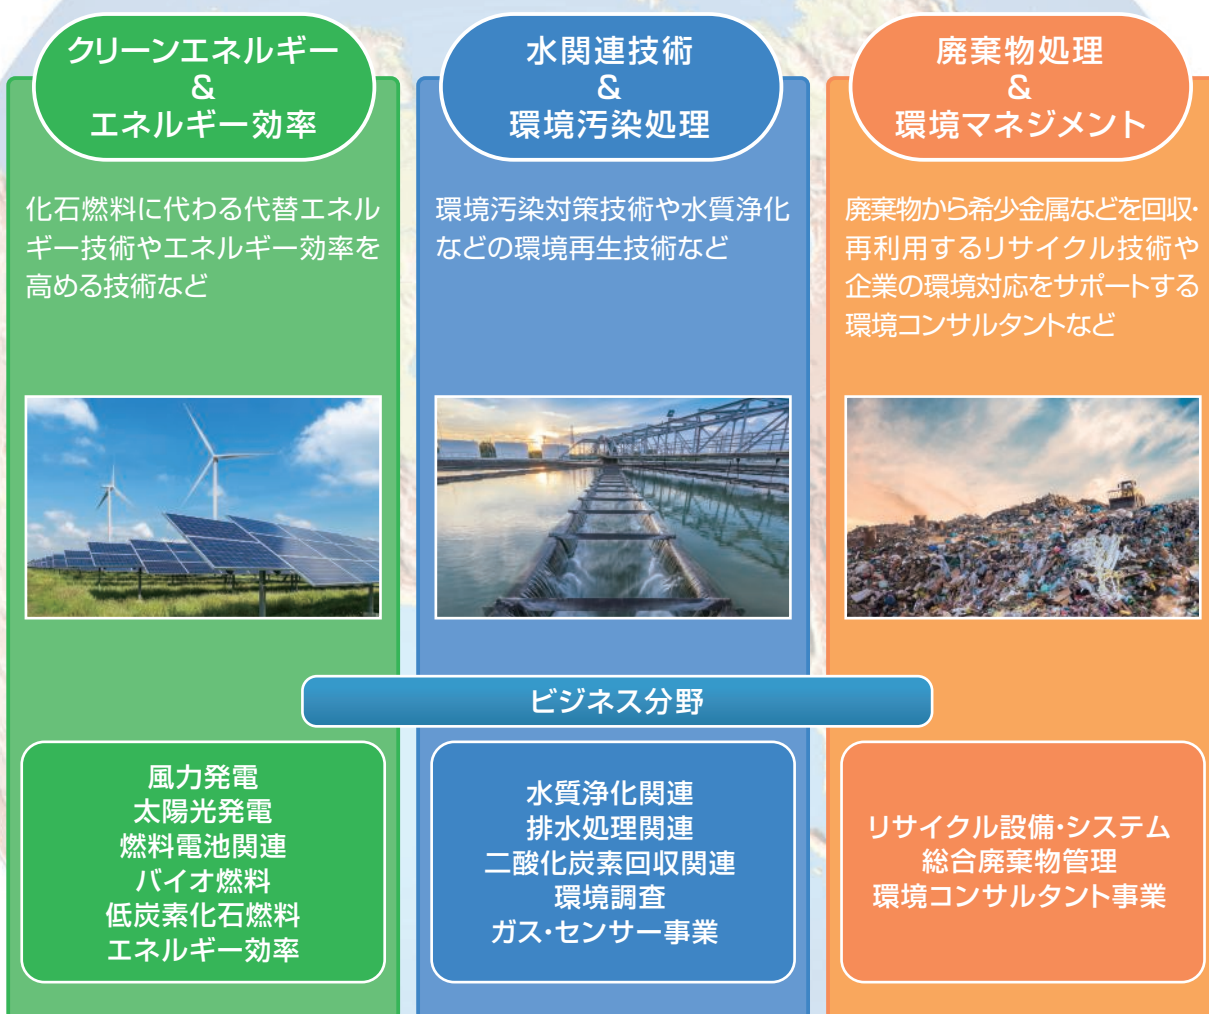 クリーンエネルギー
&
エネルギー効率
化石燃料に代わる代替エネル
ギー技術やエネルギー効率を
高める技術など
水関連技術
&
環境汚染処理
環境汚染対策技術や水質浄化
などの環境再生技術など
廃棄物処理
&
環境マネジメント
廃棄物から希少金属などを回収・
再利用するリサイクル技術や
企業の環境対応をサポートする
環境コンサルタントなど
ビジネス分野
風力発電
太陽光発電
燃料電池関連
バイオ燃料
低炭素化石燃料
エネルギー効率
水質浄化関連
排水処理関連
二酸化炭素回収関連
環境調査
ガス・センサー事業
リサイクル設備・システム
総合廃棄物管理
環境コンサルタント事業